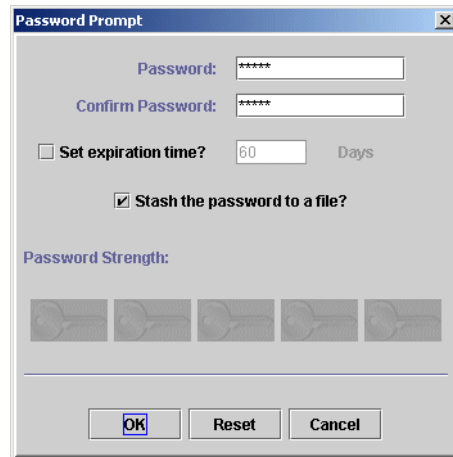 Password Prompt
Password: *****
Confirm Password: *****
Set expiration time? 60 Days
Stash the password to a file?
Password Strength:
OK Reset Cancel